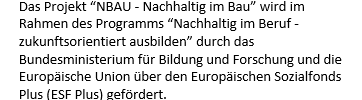 Das Projekt “NBAU - Nachhaltig im Bau” wird im
Rahmen des Programms “Nachhaltig im Beruf -
zukunftsorientiert ausbilden” durch das
Bundesministerium für Bildung und Forschung und die
Europäische Union über den Europäischen Sozialfonds
Plus (ESF Plus) gefördert.